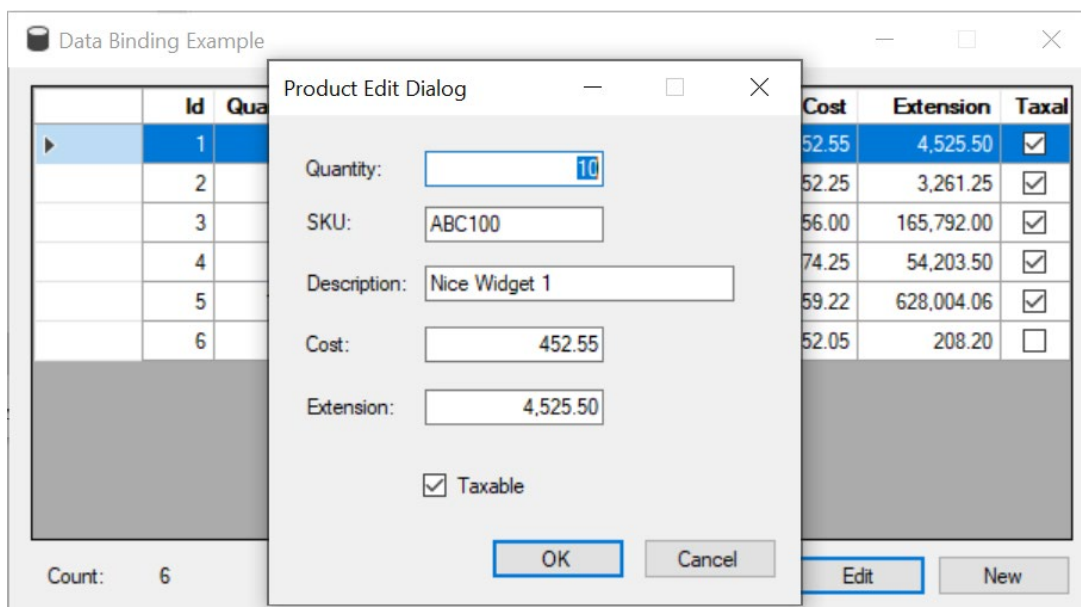 Data Binding Example
Product Edit Dialog
Id Qua Cost Extension Taxal
1 52.55 4,525.50
2 52.25 3,261.25
3 56.00 165,792.00
4 74.25 54,203.50
5 59.22 628,004.06
6 52.05 208.20
Quantity: 10
SKU: ABC100
Description: Nice Widget 1
Cost: 452.55
Extension: 4,525.50
Taxable
OK Cancel
Count: 6 Edit New